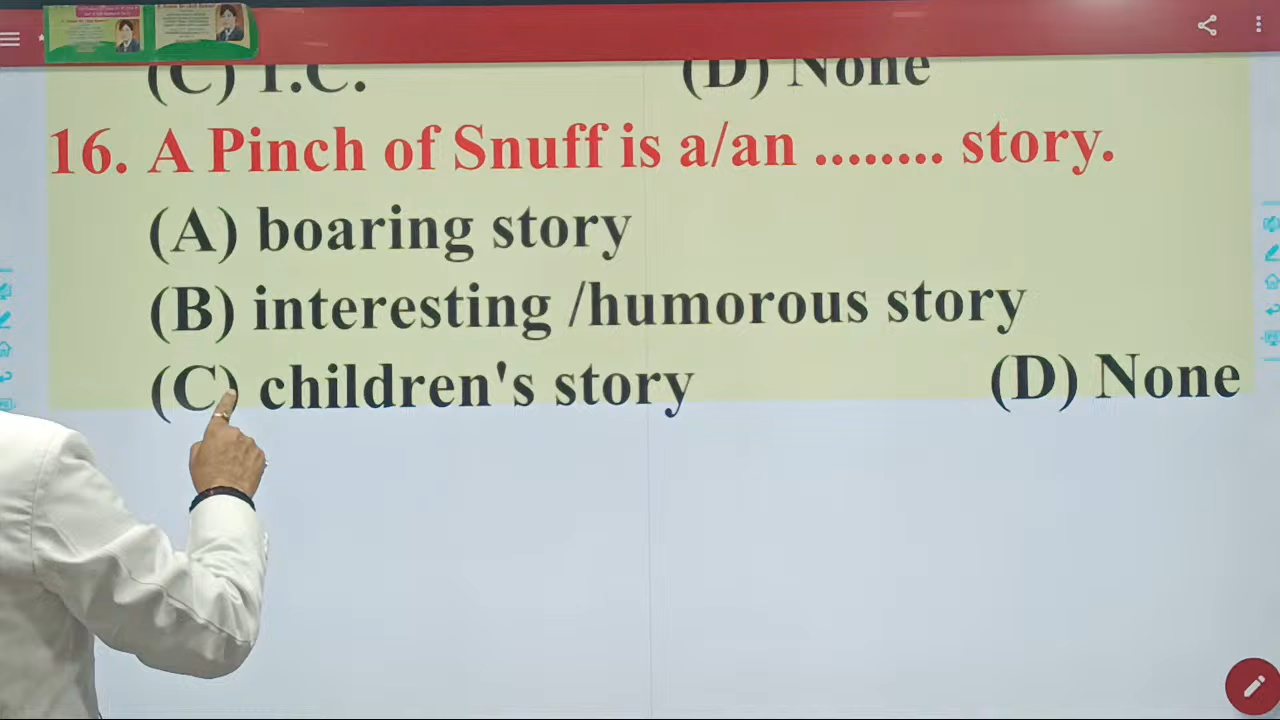 (C) T.C. (D) None
16. A Pinch of Snuff is a/an ........ story.
(A) boaring story
(B) interesting /humorous story
(C) children's story (D) None